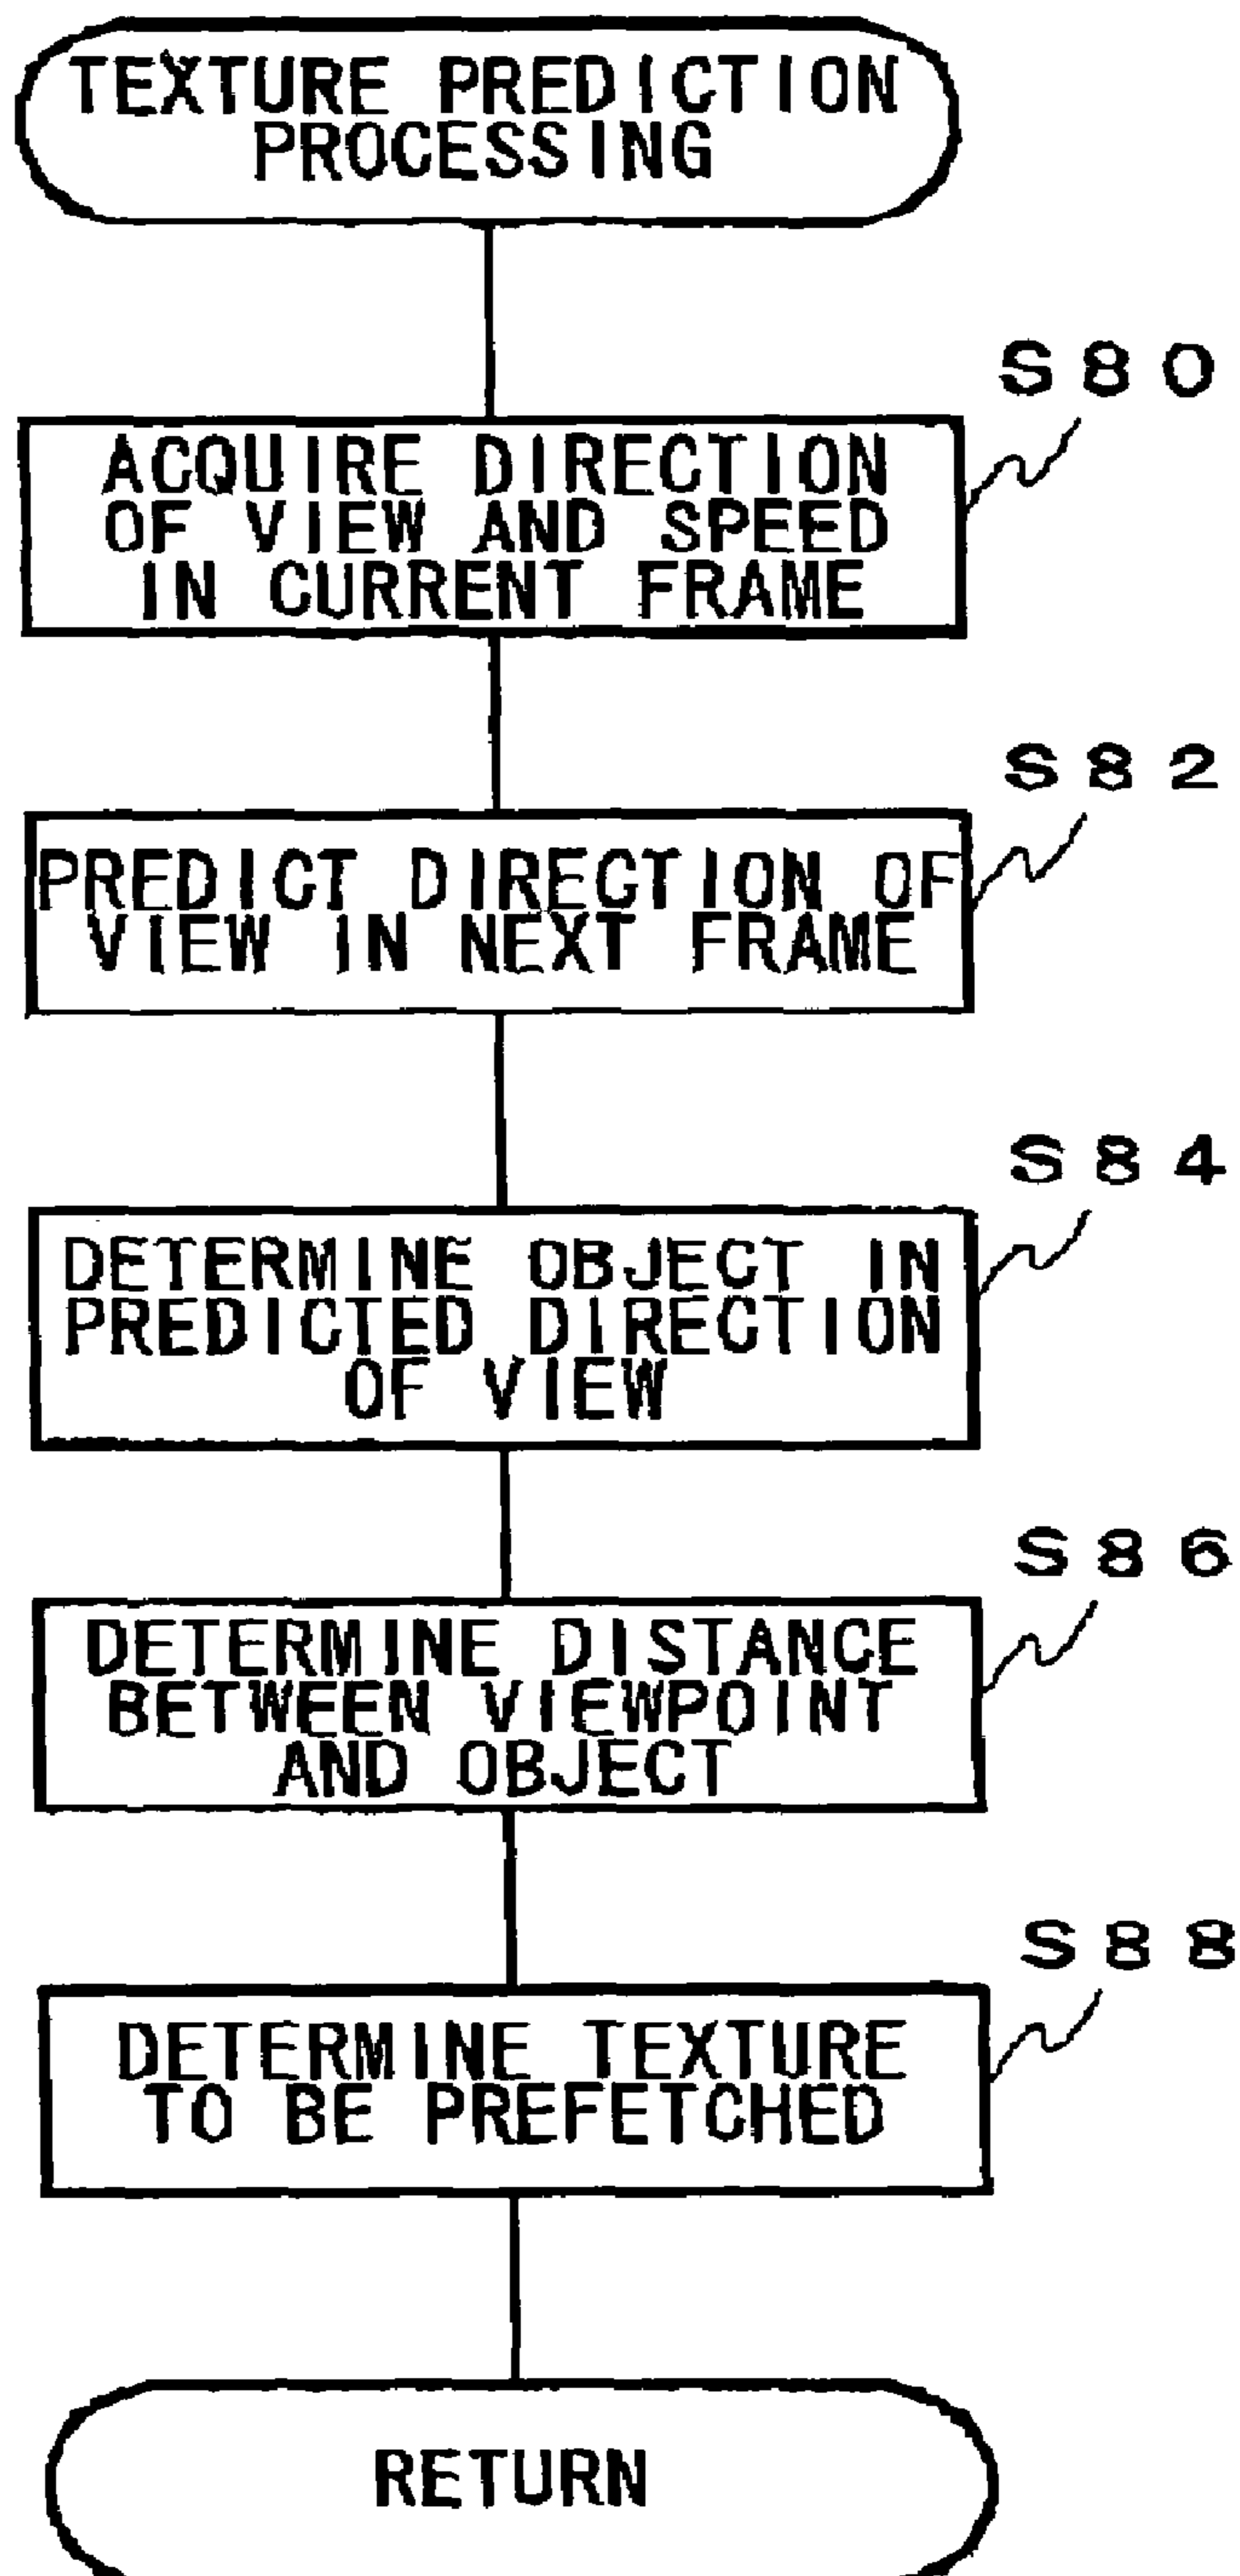 TEXTURE PREDICTION
PROCESSING
S80
ACQUIRE DIRECTION
OF VIEW AND SPEED
IN CURRENT FRAME
S82
PREDICT DIRECTION OF
VIEW IN NEXT FRAME
S84
DETERMINE OBJECT IN
PREDICTED DIRECTION
OF VIEW
S86
DETERMINE DISTANCE
BETWEEN VIEWPOINT
AND OBJECT
S88
DETERMINE TEXTURE
TO BE PREFETCHED
RETURN